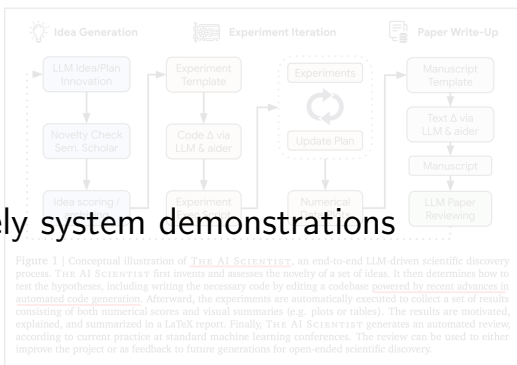 Idea Generation
Experiment Iteration
Paper Write-Up
LLM Idea/Plan
Innovation
Experiment
Template
Experiments
Manuscript
Template
Novelty Check
Sem. Scholar
Code Δ via
LLM & aider
Update Plan
Text Δ via
LLM & aider
Manuscript
Idea scoring /
Experiment
Numerical
LLM Paper
Reviewing
ely system demonstrations
Figure 1 | Conceptual illustration of THE AI SCIENTIST, an end-to-end LLM-driven scientific discovery
process. THE AI SCIENTIST first invents and assesses the novelty of a set of ideas. It then determines how to
test the hypotheses, including writing the necessary code by editing a codebase powered by recent advances in
automated code generation. Afterward, the experiments are automatically executed to collect a set of results
consisting of both numerical scores and visual summaries (e.g. plots or tables). The results are motivated,
explained, and summarized in a LaTeX report. Finally, THE AI SCIENTIST generates an automated review,
according to current practice at standard machine learning conferences. The review can be used to either
improve the project or as feedback to future generations for open-ended scientific discovery.